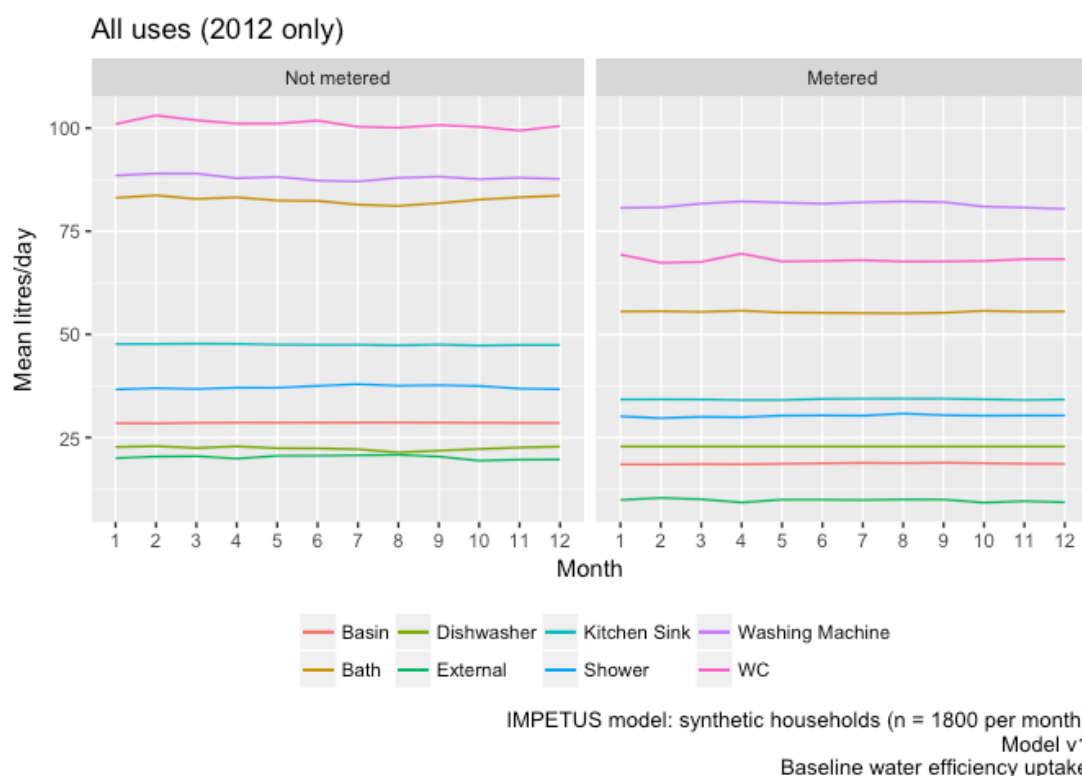 All uses (2012 only)
Not metered
Metered
100
75
50
25
Mean litres/day
1 2 3 4 5 6 7 8 9 10 11 12
1 2 3 4 5 6 7 8 9 10 11 12
Month
Basin Dishwasher Kitchen Sink Washing Machine
Bath External Shower WC
IMPETUS model: synthetic households (n = 1800 per month
Model v1
Baseline water efficiency uptake